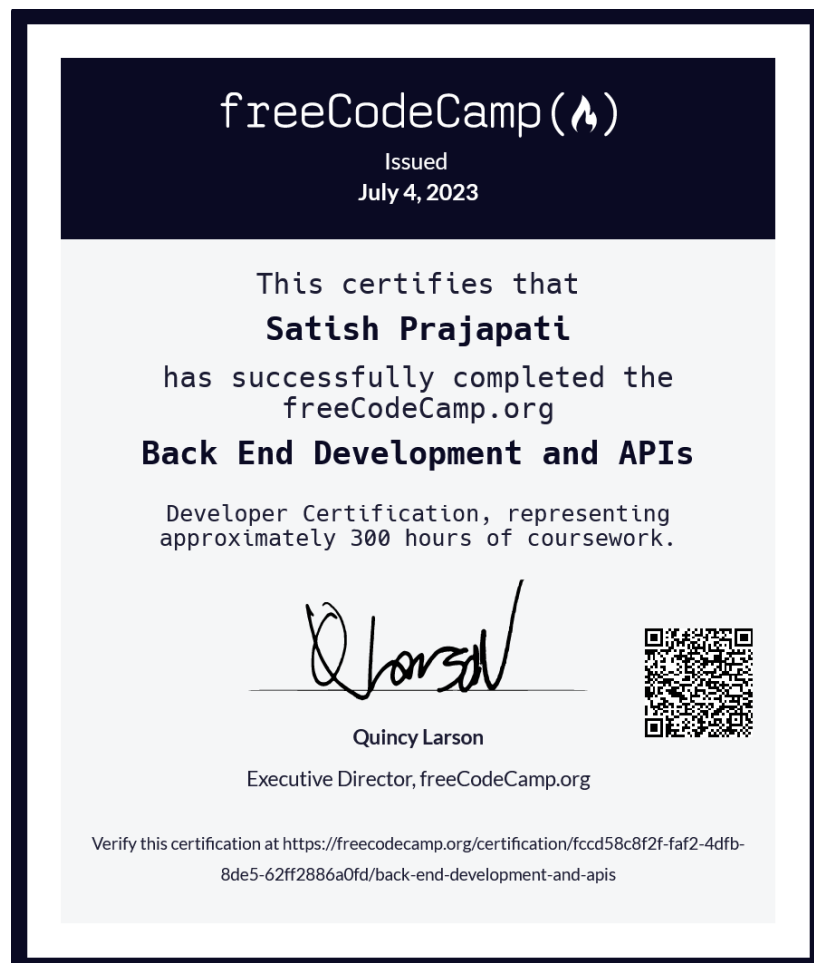 freeCodeCamp(🔥)
Issued
July 4, 2023
This certifies that
Satish Prajapati
has successfully completed the
freeCodeCamp.org
Back End Development and APIs
Developer Certification, representing
approximately 300 hours of coursework.
Q Larson
Quincy Larson
Executive Director, freeCodeCamp.org
Verify this certification at https://freecodecamp.org/certification/fccd58c8f2f-faf2-4dfb-
8de5-62ff2886a0fd/back-end-development-and-apis